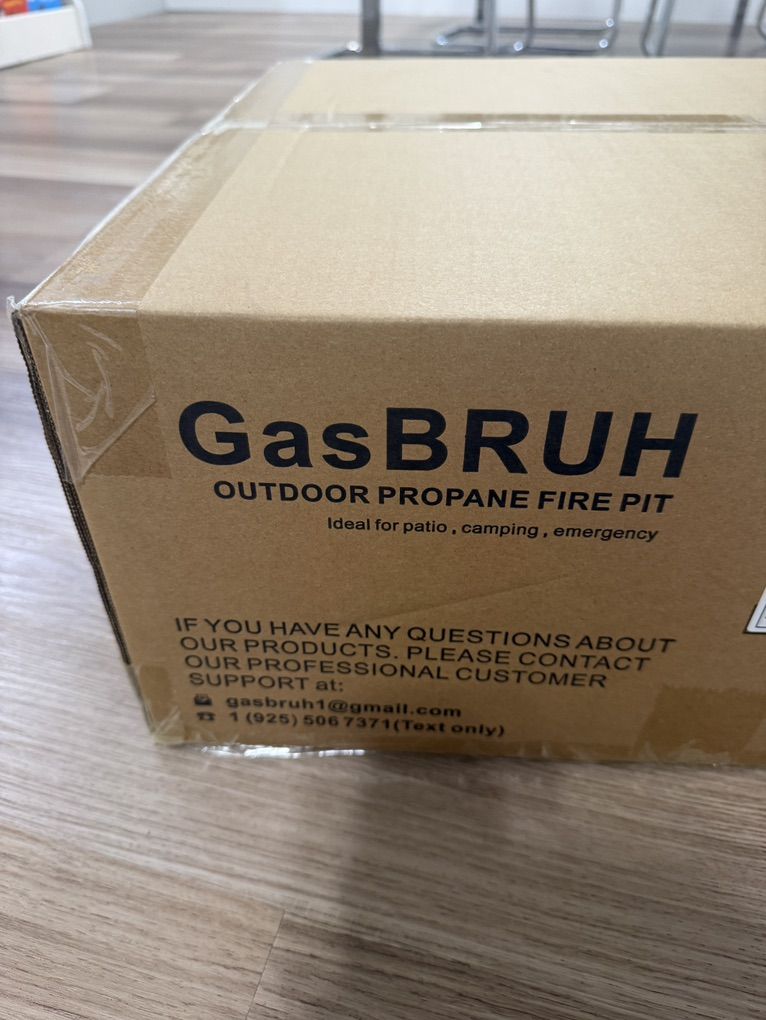 GasBRUH
OUTDOOR PROPANE FIRE PIT
Ideal for patio , camping , emergency
IF YOU HAVE ANY QUESTIONS ABOUT
OUR PRODUCTS. PLEASE CONTACT
OUR PROFESSIONAL CUSTOMER
SUPPORT at:
gasbruh1@gmail.com
1 (925) 506 7371(Text only)